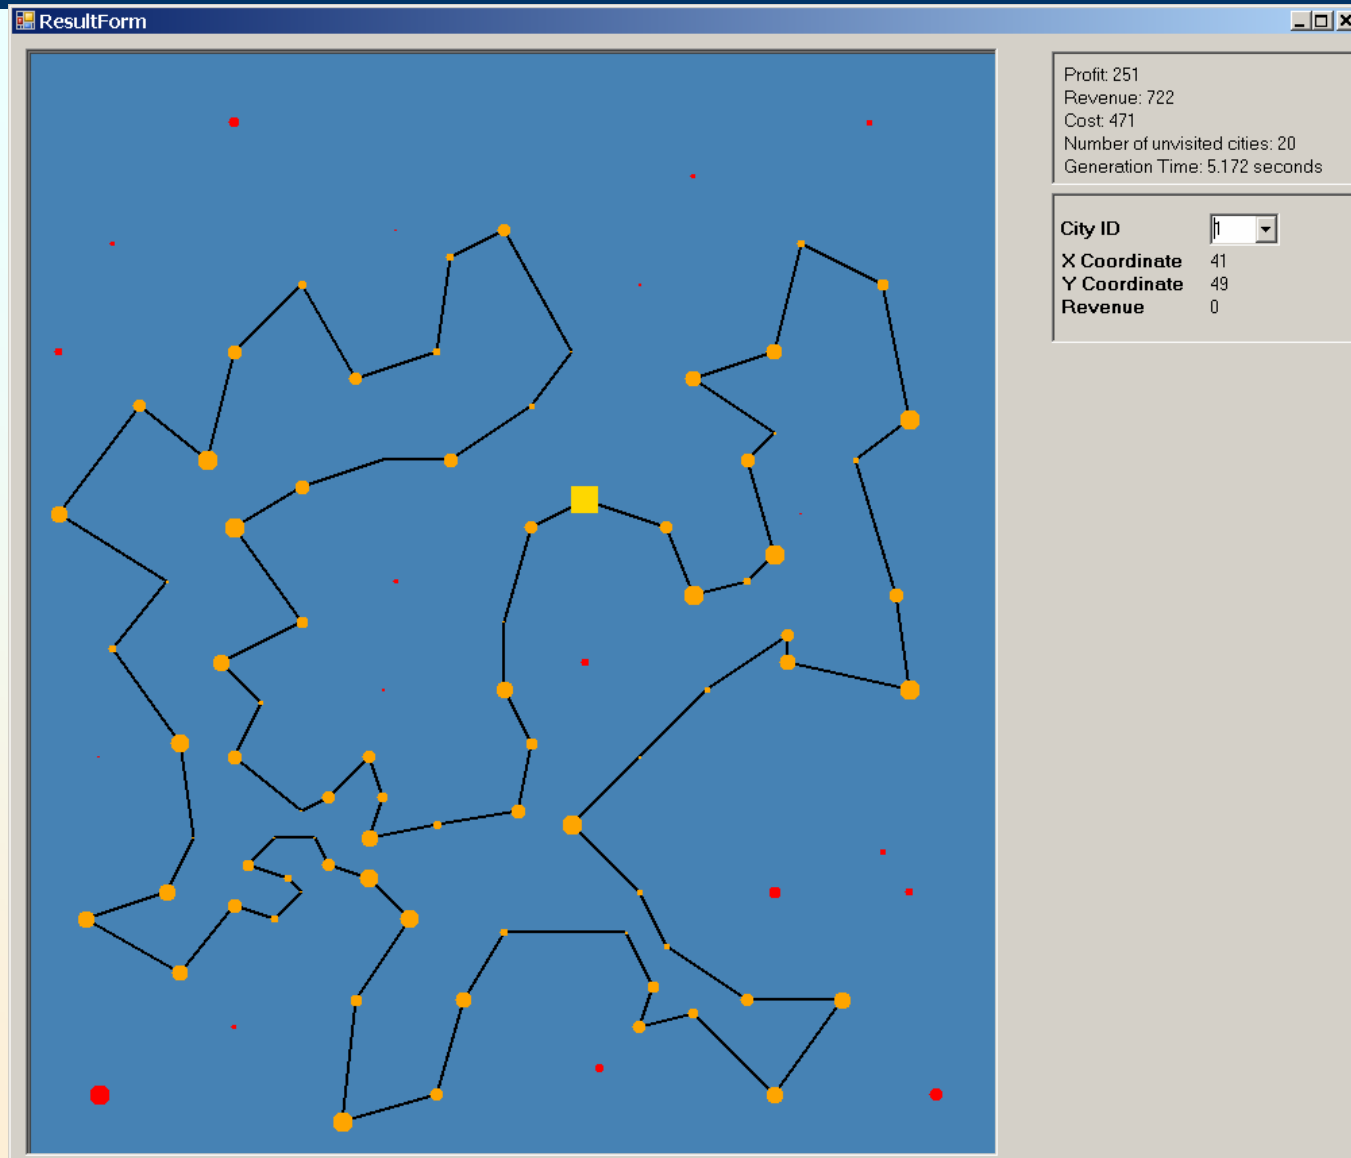 ResultForm
Profit: 251
Revenue: 722
Cost: 471
Number of unvisited cities: 20
Generation Time: 5.172 seconds
City ID 1
X Coordinate 41
Y Coordinate 49
Revenue 0